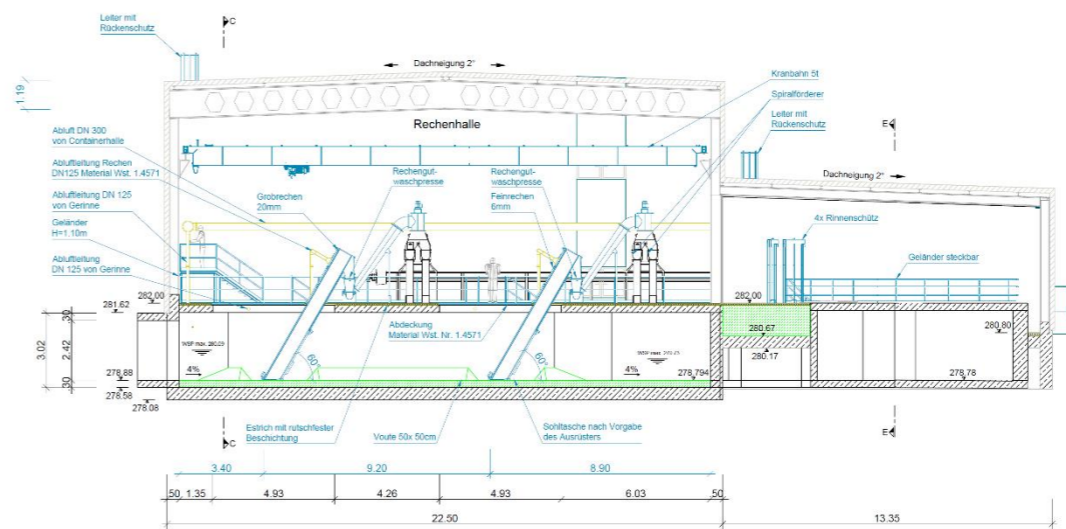 Leiter mit
Rückenschutz
C
Dachneigung 2°
Kranbahn 5t
Spiralförderer
Leiter mit
Rückenschutz
E
1.19
Rechenhalle
Abluft DN 300
von Containerhalle
Abluftleitung Rechen
DN125 Material Wst. 1.4571
Abluftleitung DN 125
von Gerinne
Geländer
H=1.10m
Abluftleitung
DN 125 von Gerinne
Grobrechen
20mm
Rechengut-
waschpresse
Rechengut-
waschpresse
Feinrechen
6mm
Dachneigung 2°
4x Rinnenschütz
Geländer steckbar
282.00
281.62
282.00
280.67
280.17
280.80
278.78
Abdeckung
Material Wst. Nr. 1.4571
WSP max. 280.09
WSP max.
60°
60°
4%
4%
278.794
.30
3.02
2.42
.30
278.88
278.58
278.08
C
Estrich mit rutschfester
Beschichtung
Voute 50x 50cm
Sohltasche nach Vorgabe
des Ausrüsters
E
3.40
9.20
8.90
.50
1.35
4.93
4.26
4.93
6.03
.50
22.50
13.35